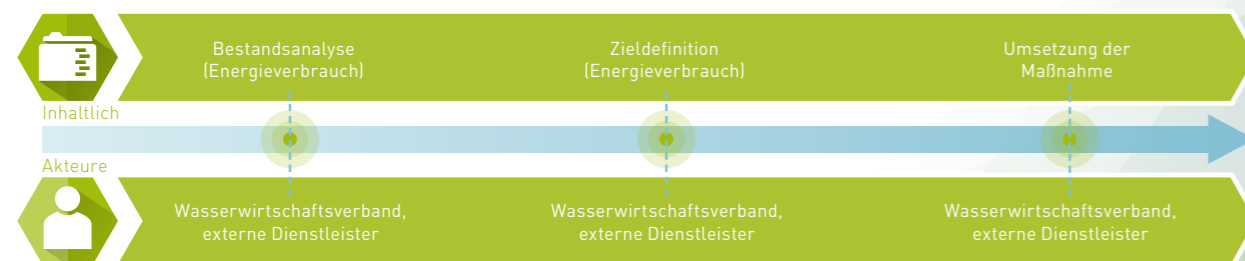 Bestandsanalyse
(Energieverbrauch)
Zieldefinition
(Energieverbrauch)
Umsetzung der
Maßnahme
Inhaltlich
Akteure
Wasserwirtschaftsverband,
externe Dienstleister
Wasserwirtschaftsverband,
externe Dienstleister
Wasserwirtschaftsverband,
externe Dienstleister